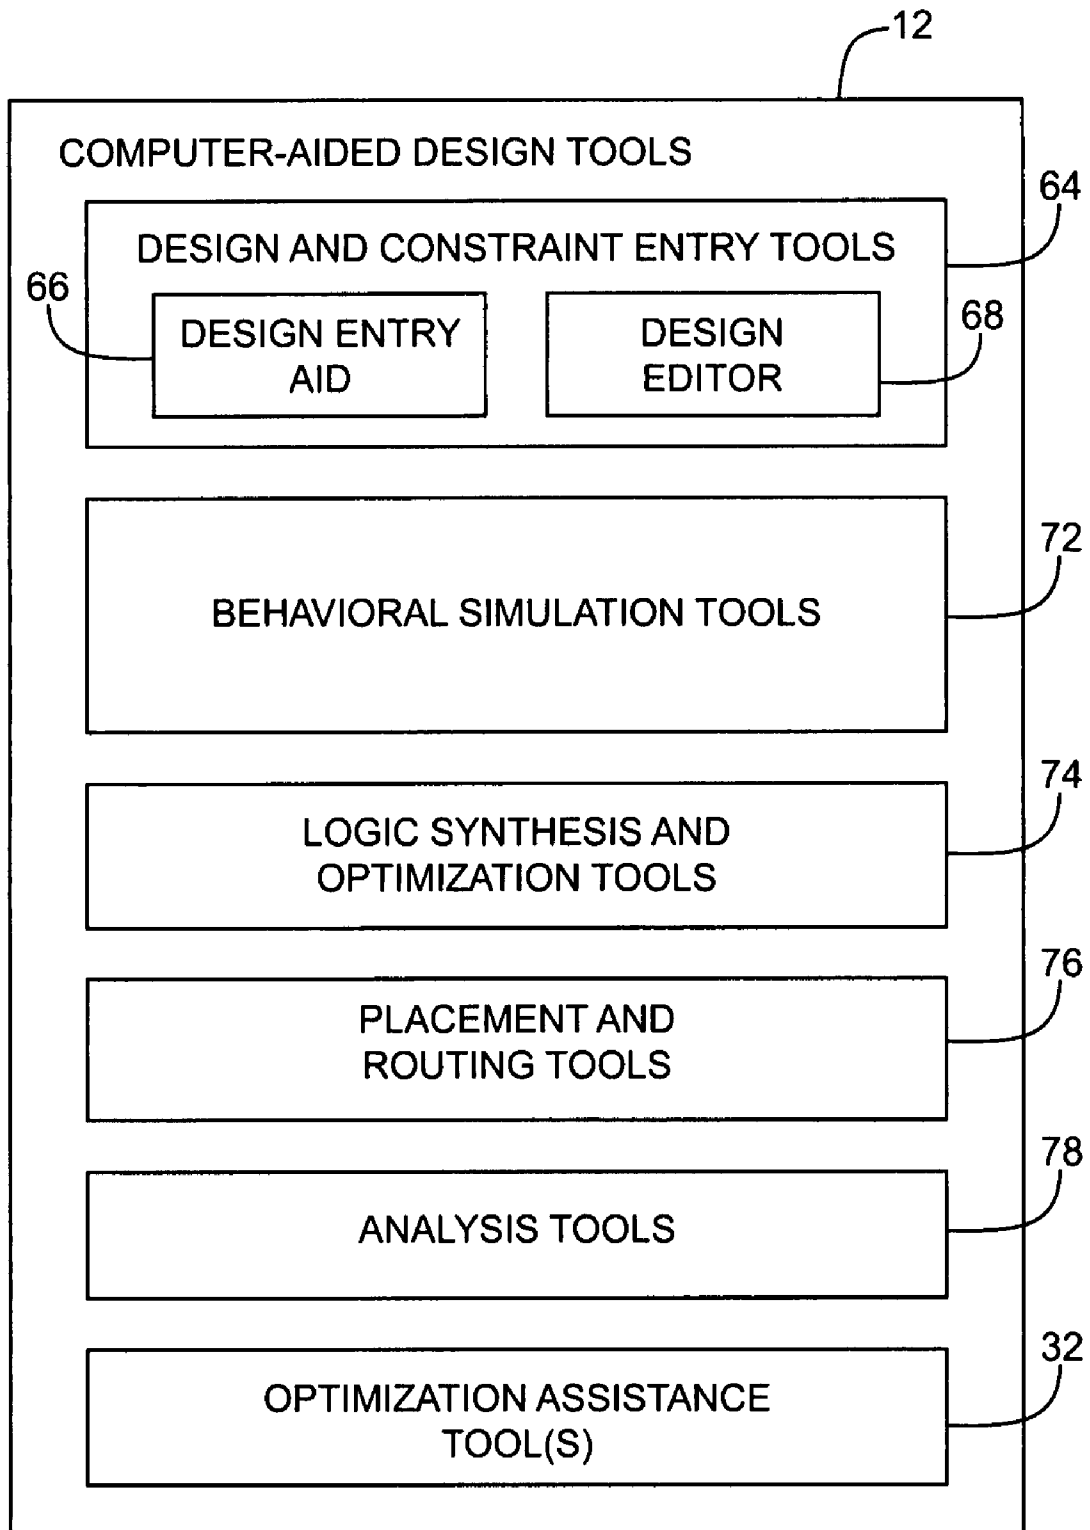 12
COMPUTER-AIDED DESIGN TOOLS
64
DESIGN AND CONSTRAINT ENTRY TOOLS
66
DESIGN ENTRY
AID
DESIGN
EDITOR
68
72
BEHAVIORAL SIMULATION TOOLS
74
LOGIC SYNTHESIS AND
OPTIMIZATION TOOLS
76
PLACEMENT AND
ROUTING TOOLS
78
ANALYSIS TOOLS
32
OPTIMIZATION ASSISTANCE
TOOL(S)